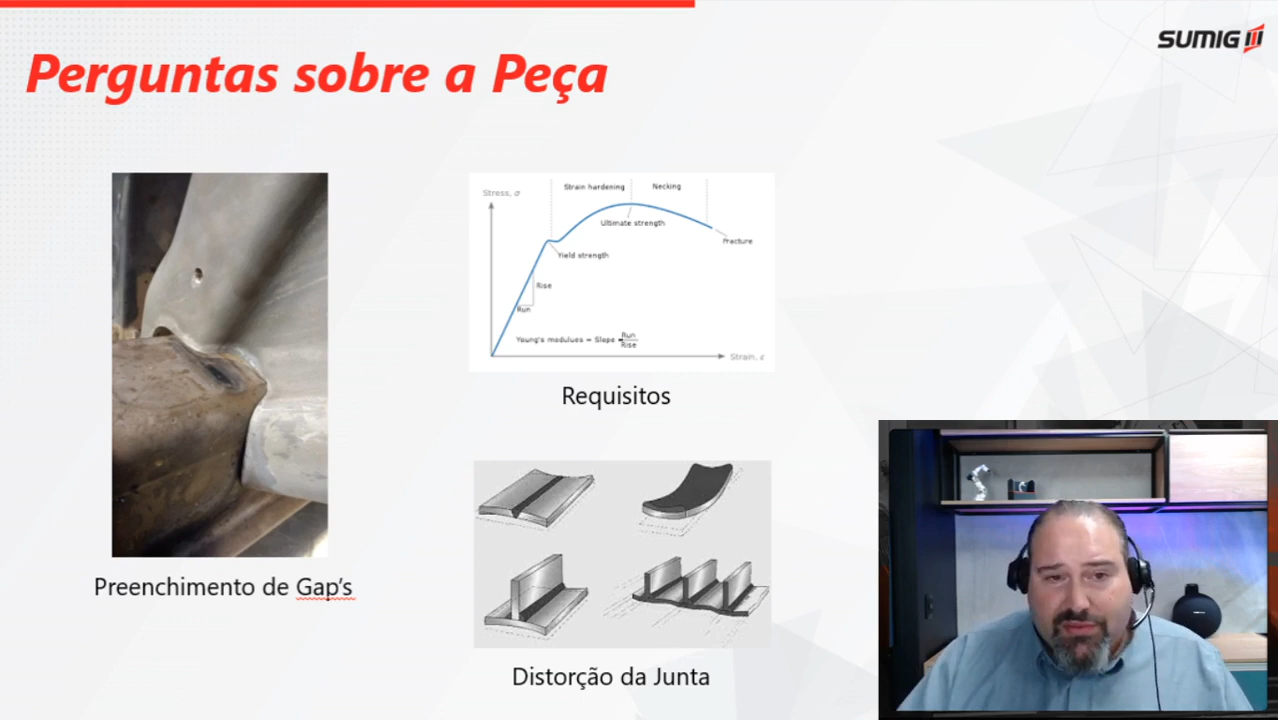 SUMIG
Perguntas sobre a Peça
Preenchimento de Gap's
Stress, σ
Strain hardening
Necking
Ultimate strength
Fracture
Yield strength
Rise
Run
Young's modulues = Slope = Run
Rise
Strain, ε
Requisitos
Distorção da Junta